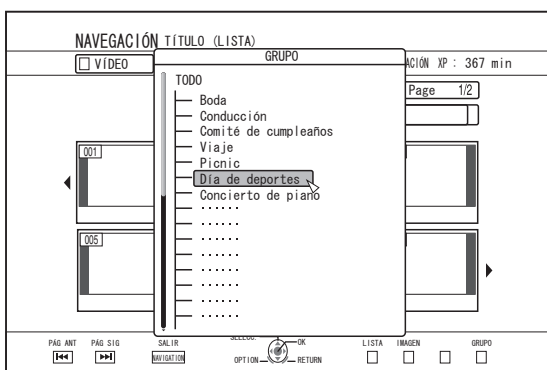 NAVEGACIÓN TÍTULO (LISTA)
VÍDEO
GRUPO
ACIÓN XP : 367 min
TODO
Page 1/2
Boda
Conducción
Comité de cumpleaños
Viaje
Picnic
Día de deportes
Concierto de piano
......
......
......
......
......
......
......
......
001
005
PÁG ANT
PÁG SIG
SALIR
NAVIGATION
OK
OPTION
RETURN
LISTA
IMAGEN
GRUPO